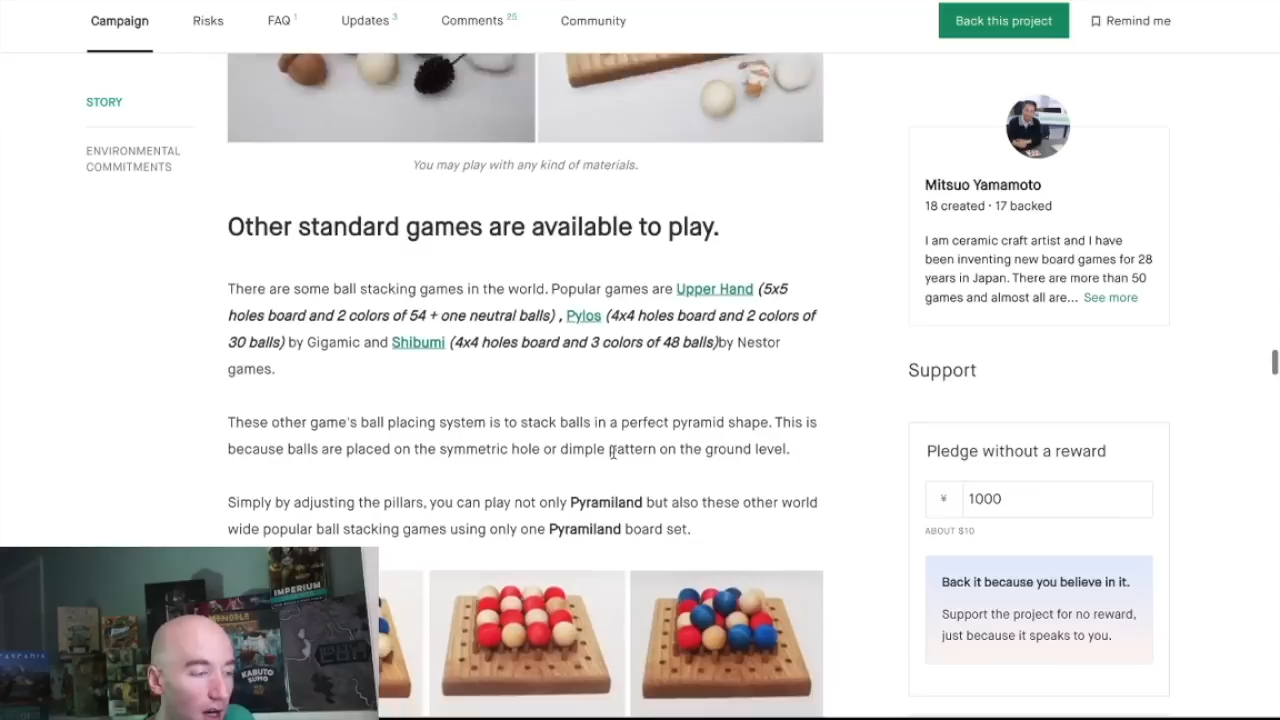 Campaign Risks FAQ 1 Updates 3 Comments 25 Community Back this project Remind me
STORY
ENVIRONMENTAL
COMMITMENTS
You may play with any kind of materials.
Other standard games are available to play.
There are some ball stacking games in the world. Popular games are Upper Hand (5x5
holes board and 2 colors of 54 + one neutral balls) , Pylos (4x4 holes board and 2 colors of
30 balls) by Gigamic and Shibumi (4x4 holes board and 3 colors of 48 balls)by Nestor
games.
These other game's ball placing system is to stack balls in a perfect pyramid shape. This is
because balls are placed on the symmetric hole or dimple pattern on the ground level.
Simply by adjusting the pillars, you can play not only Pyramiland but also these other world
wide popular ball stacking games using only one Pyramiland board set.
Mitsuo Yamamoto
18 created · 17 backed
I am ceramic craft artist and I have
been inventing new board games for 28
years in Japan. There are more than 50
games and almost all are... See more
Support
Pledge without a reward
¥ 1000
ABOUT $10
Back it because you believe in it.
Support the project for no reward,
just because it speaks to you.
IMPERIUM
KABUTO
SUMO
CASCADIA